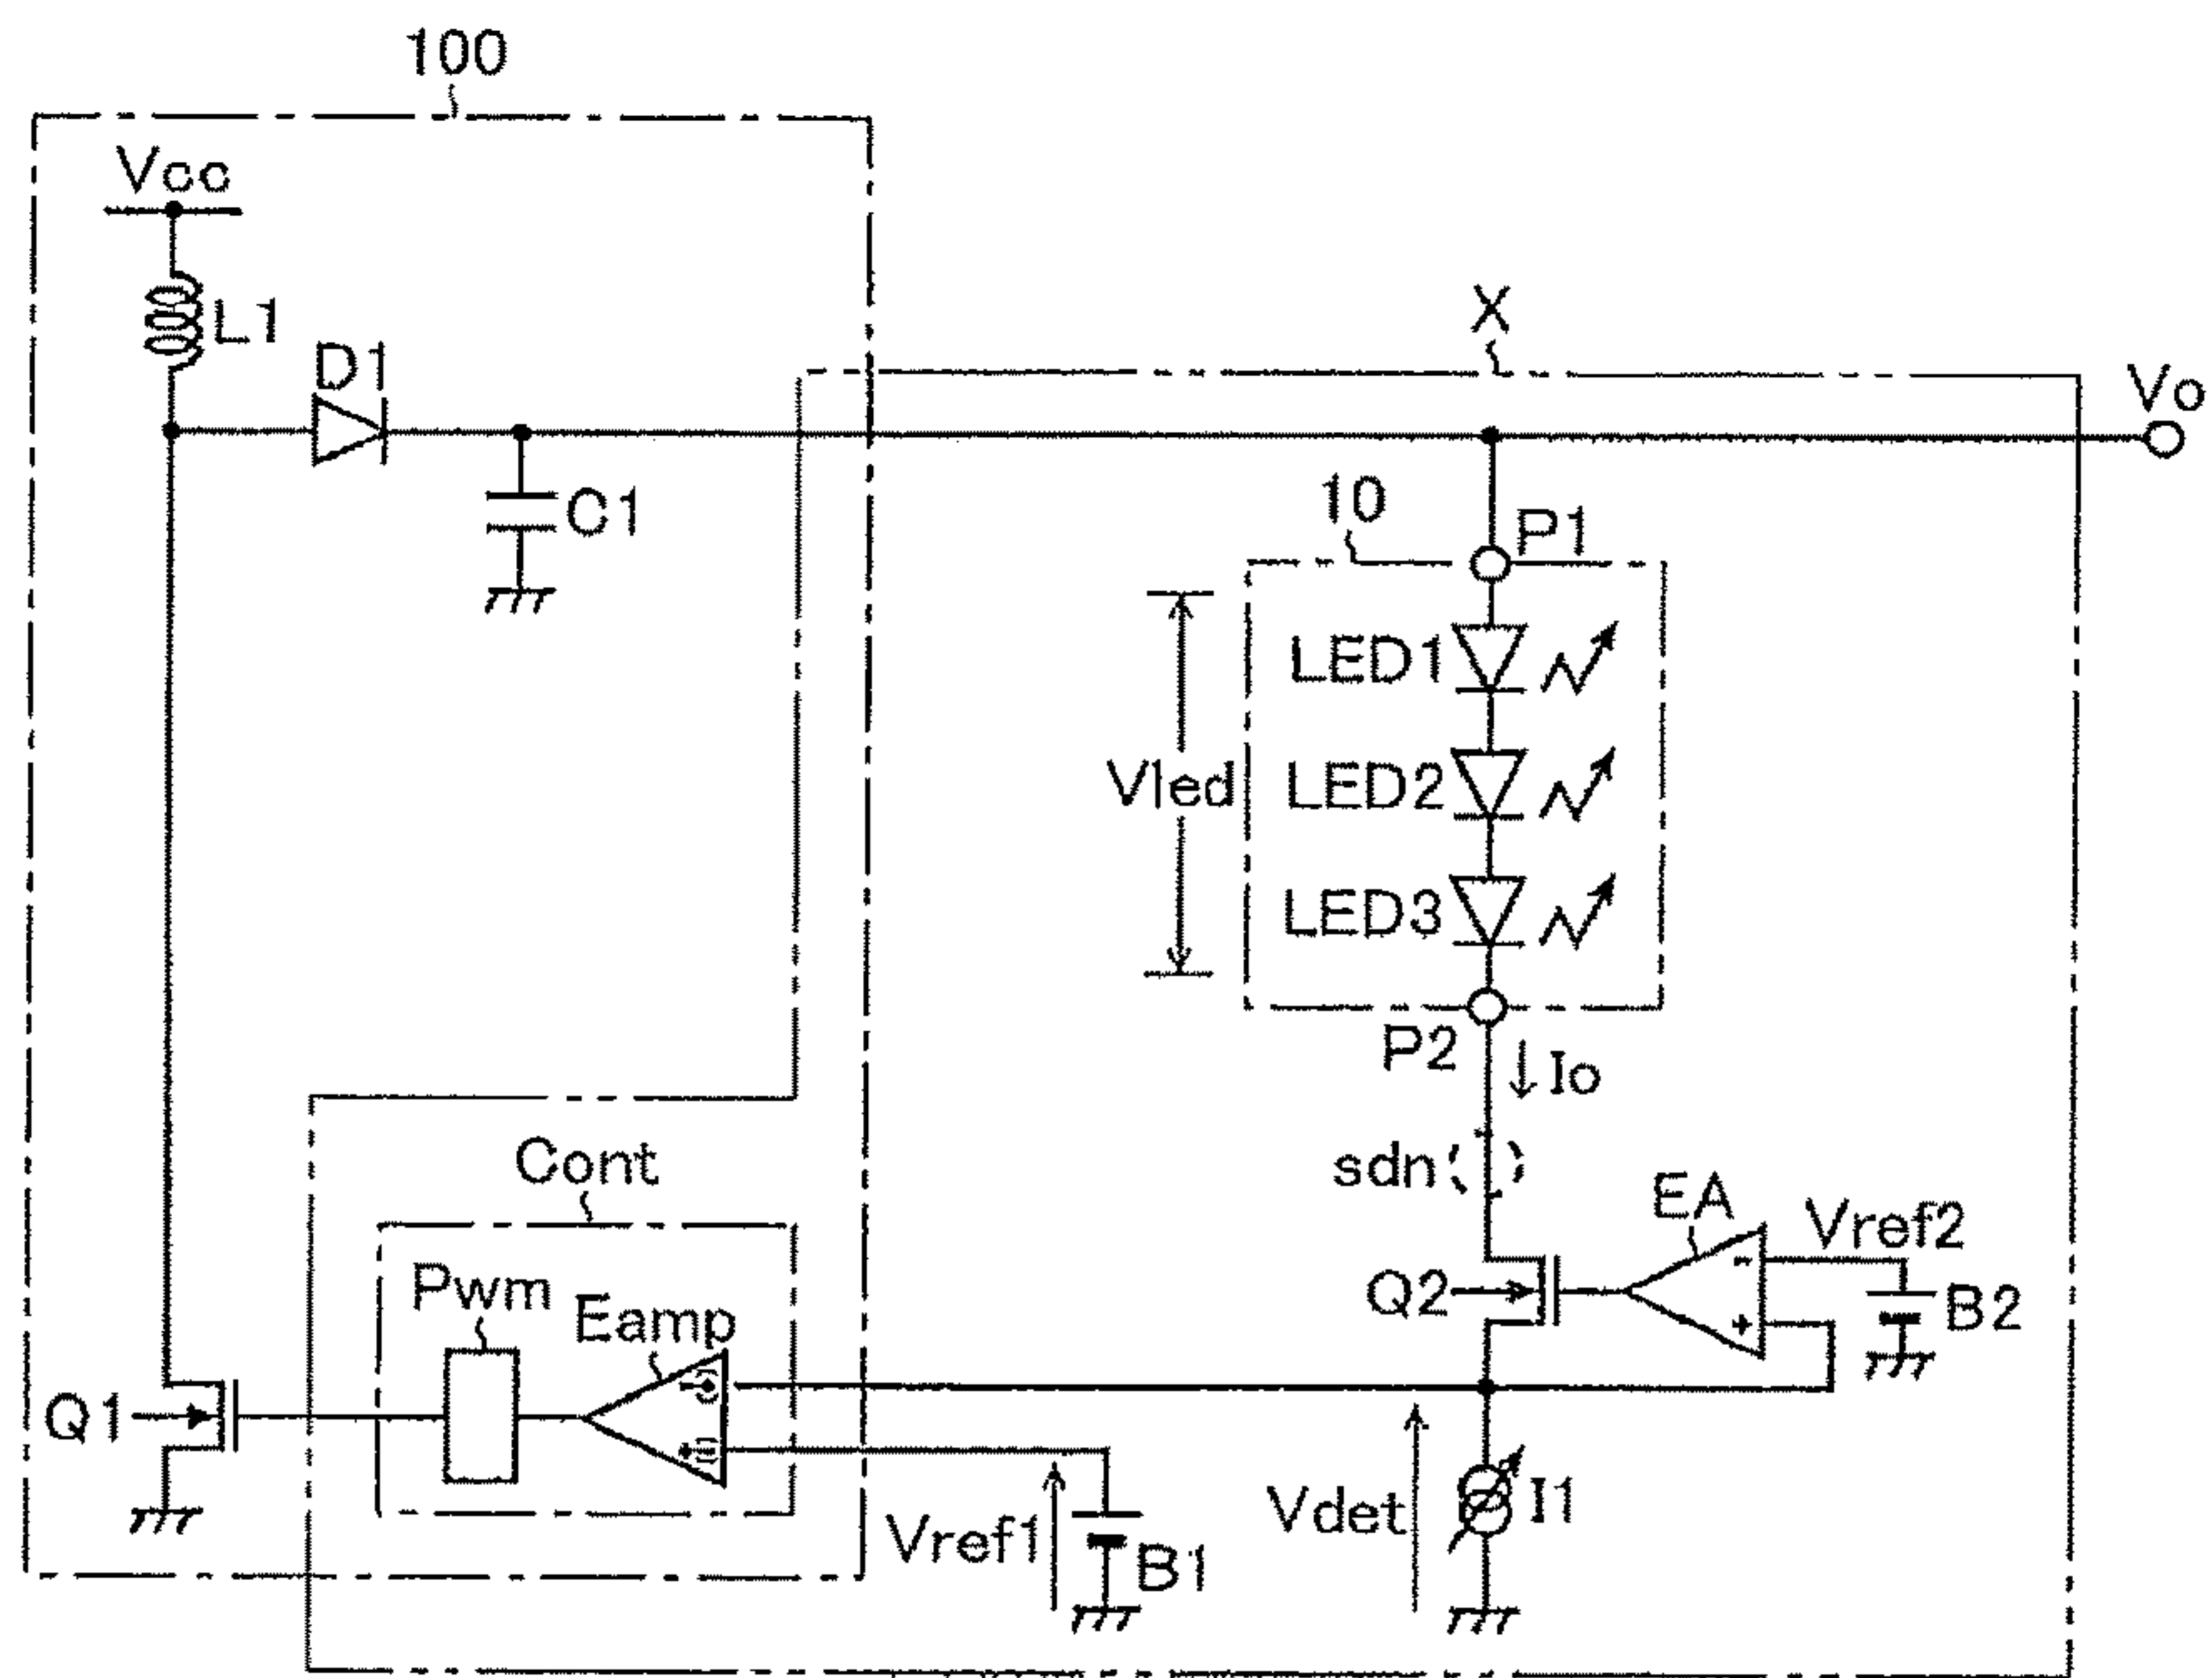 100
Vcc
L1
D1
C1
X
Vo
10
P1
LED1
Vled
LED2
LED3
P2
Io
sdn
Cont
EA
Vref2
Pwm
Eamp
Q2
-
+
B2
Q1
Vref1
B1
Vdet
I1